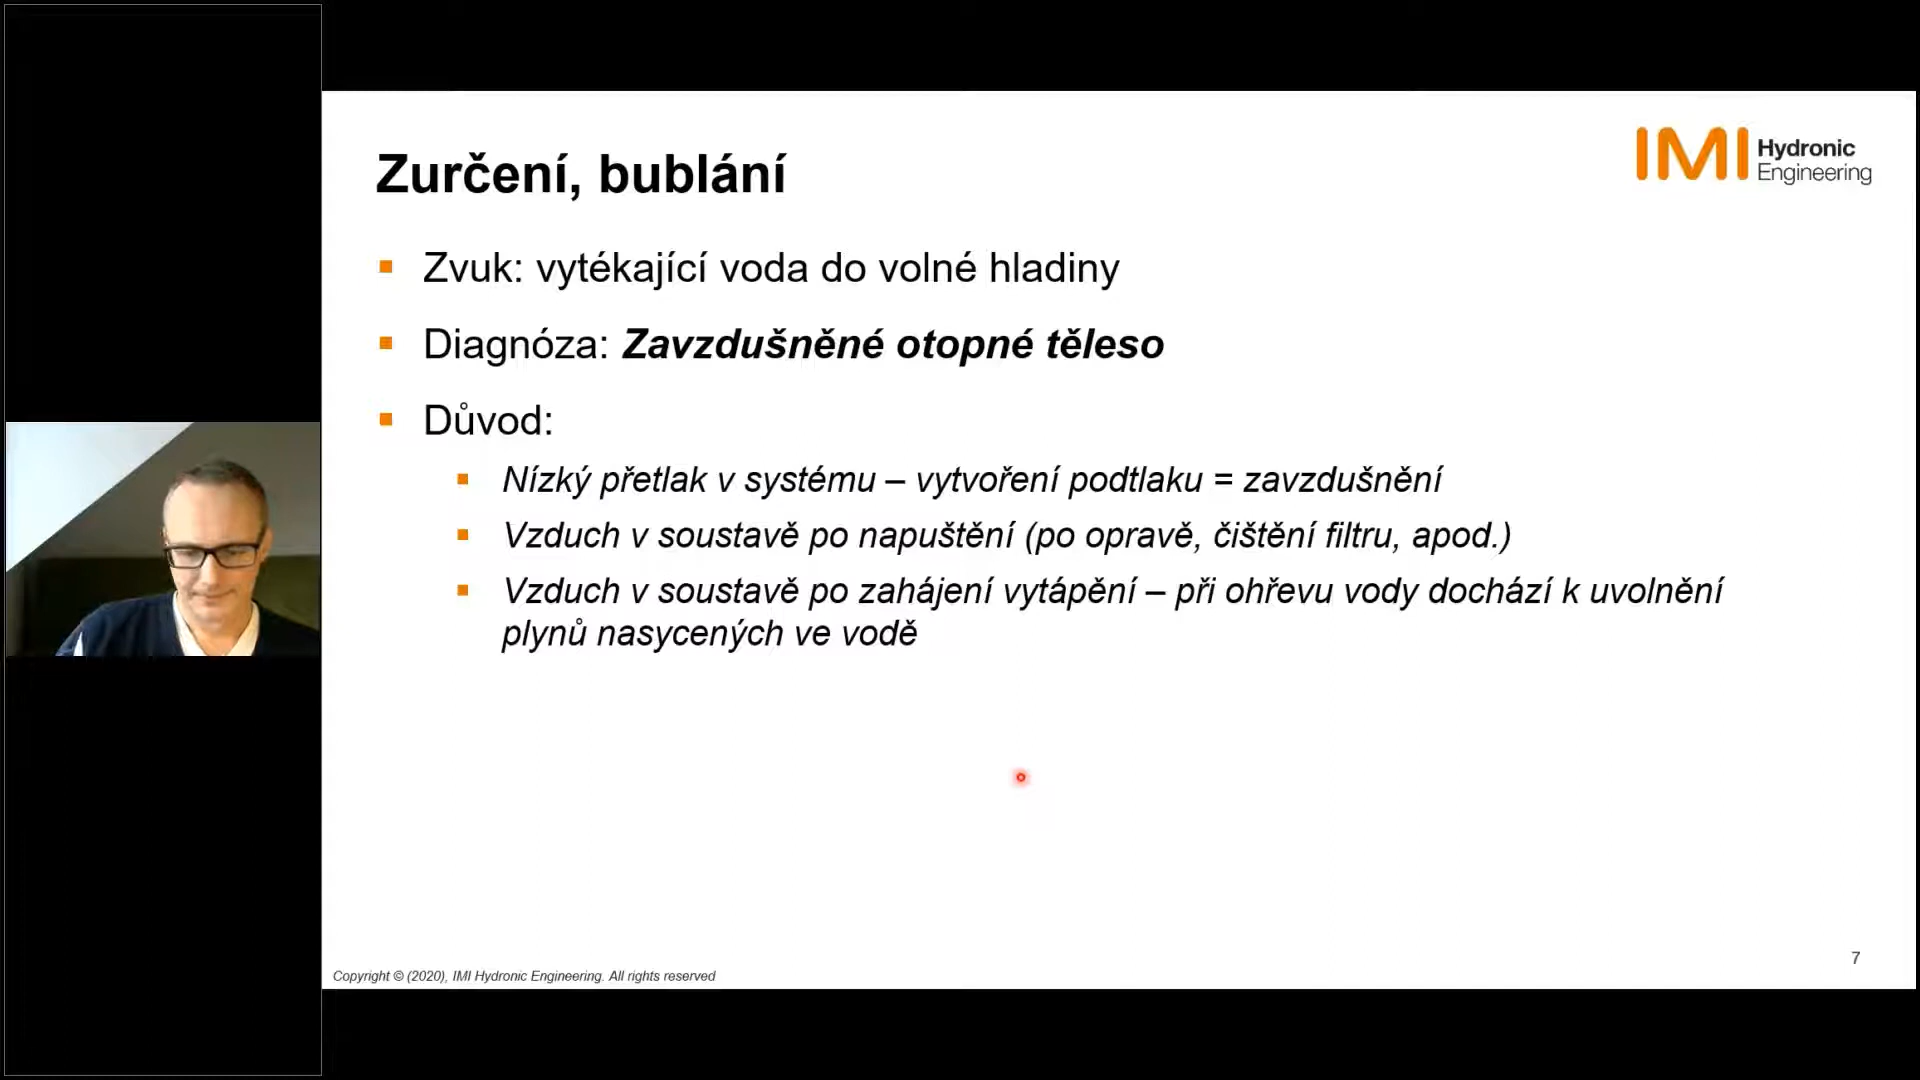 IMI Hydronic
Engineering
Zurčení, bublání
Zvuk: vytékající voda do volné hladiny
Diagnóza: Zavzdušněné otopné těleso
Důvod:
Nízký přetlak v systému – vytvoření podtlaku = zavzdušnění
Vzduch v soustavě po napuštění (po opravě, čištění filtru, apod.)
Vzduch v soustavě po zahájení vytápění – při ohřevu vody dochází k uvolnění
plynů nasycených ve vodě
7
Copyright © (2020), IMI Hydronic Engineering. All rights reserved